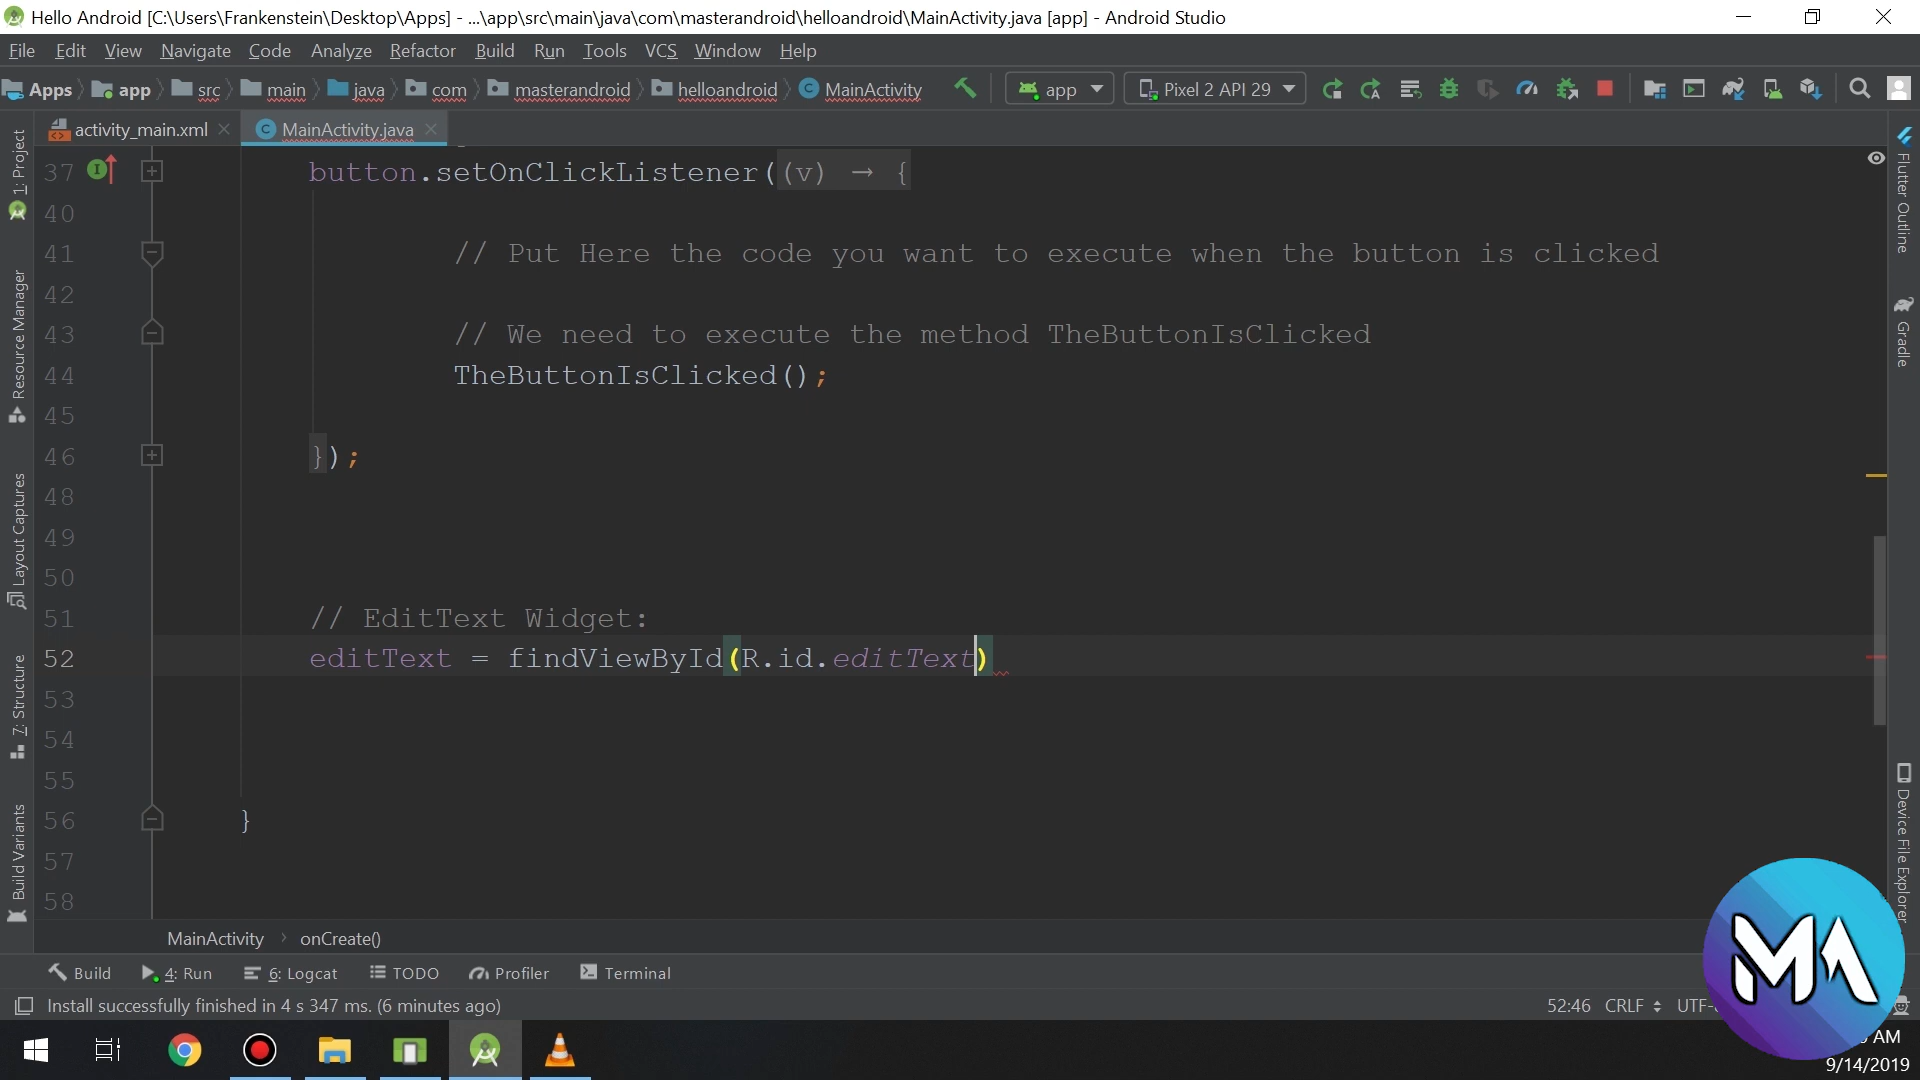 Hello Android [C:\Users\Frankenstein\Desktop\Apps] - ...\app\src\main\java\com\masterandroid\helloandroid\MainActivity.java [app] - Android Studio
File Edit View Navigate Code Analyze Refactor Build Run Tools VCS Window Help
Apps app src main java com masterandroid helloandroid MainActivity app Pixel 2 API 29
activity_main.xml MainActivity.java
37 button.setOnClickListener((v) → {
40
41 // Put Here the code you want to execute when the button is clicked
42
43 // We need to execute the method TheButtonIsClicked
44 TheButtonIsClicked();
45
46 });
48
49
50
51 // EditText Widget:
52 editText = findViewById(R.id.editText)
53
54
55
56 }
57
58
1: Project
Resource Manager
Layout Captures
7: Structure
Build Variants
Flutter Outline
Gradle
Device File Explorer
MainActivity onCreate()
Build 4: Run 6: Logcat TODO Profiler Terminal
Install successfully finished in 4 s 347 ms. (6 minutes ago) 52:46 CRLF
MA
AM
9/14/2019